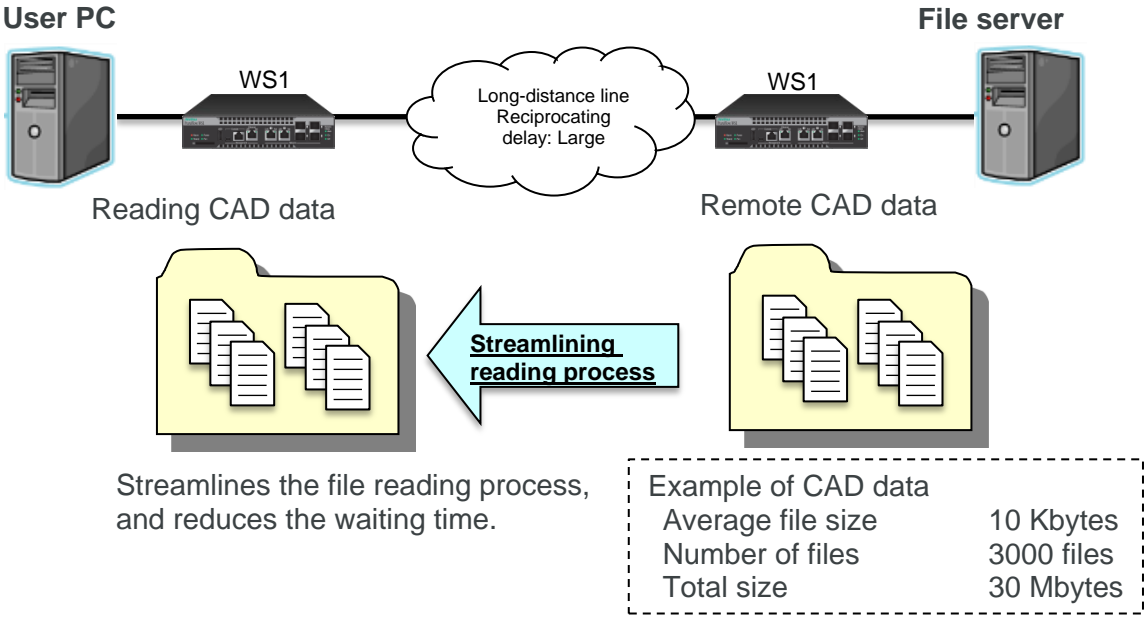 User PC
File server
WS1
WS1
Long-distance line
Reciprocating
delay: Large
Reading CAD data
Remote CAD data
Streamlining
reading process
Streamlines the file reading process,
and reduces the waiting time.
Example of CAD data
Average file size 10 Kbytes
Number of files 3000 files
Total size 30 Mbytes